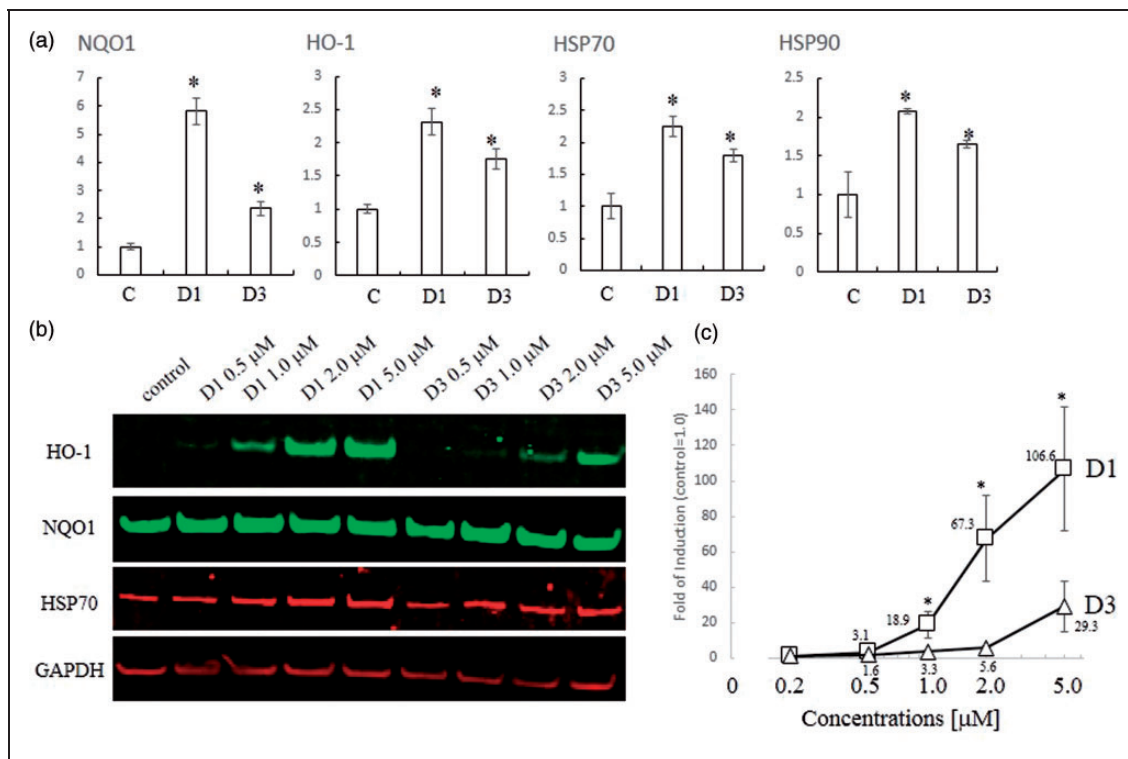 (a)
NQO1
HO-1
HSP70
HSP90
7
6
5
4
3
2
1
0
C D1 D3
3
2.5
2
1.5
1
0.5
0
C D1 D3
3
2.5
2
1.5
1
0.5
0
C D1 D3
2.5
2
1.5
1
0.5
0
C D1 D3
* * * * * * * *
(b)
control
D1 0.5 μM
D1 1.0 μM
D1 2.0 μM
D1 5.0 μM
D3 0.5 μM
D3 1.0 μM
D3 2.0 μM
D3 5.0 μM
HO-1
NQO1
HSP70
GAPDH
(c)
Fold of Induction (control=1.0)
160
140
120
100
80
60
40
20
0
* * *
106.6
D1
67.3
18.9
3.1
D3
29.3
1.6
3.3
5.6
0 0.2 0.5 1.0 2.0 5.0
Concentrations [μM]